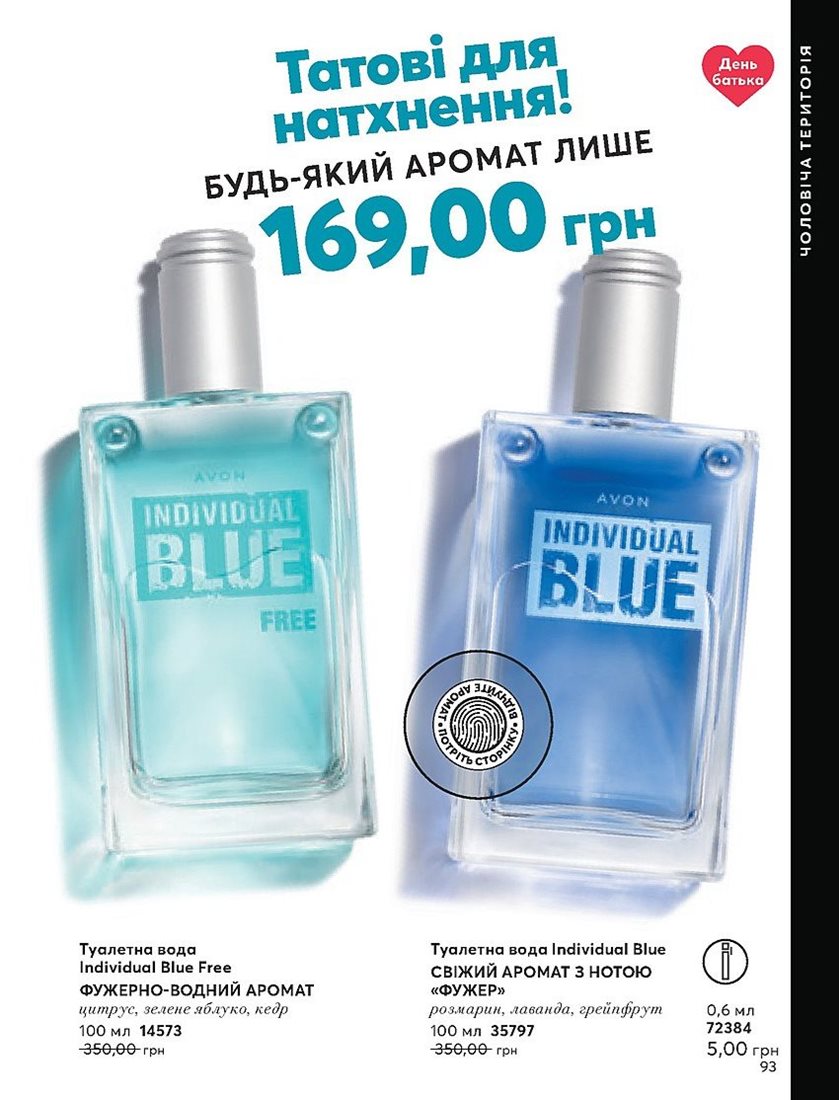 Татові для
натхнення!
БУДЬ-ЯКИЙ АРОМАТ ЛИШЕ
169,00 грн
День
батька
ЧОЛОВІЧА ТЕРИТОРІЯ
AVON
INDIVIDUAL
BLUE
FREE
AVON
INDIVIDUAL
BLUE
ВІДЧУЙТЕ АРОМАТ • ПОТРІТЬ СТОРІНКУ •
Туалетна вода
Individual Blue Free
ФУЖЕРНО-ВОДНИЙ АРОМАТ
цитрус, зелене яблуко, кедр
100 мл 14573
350,00 грн
Туалетна вода Individual Blue
СВІЖИЙ АРОМАТ З НОТОЮ
«ФУЖЕР»
розмарин, лаванда, грейпфрут
100 мл 35797
350,00 грн
0,6 мл
72384
5,00 грн
93